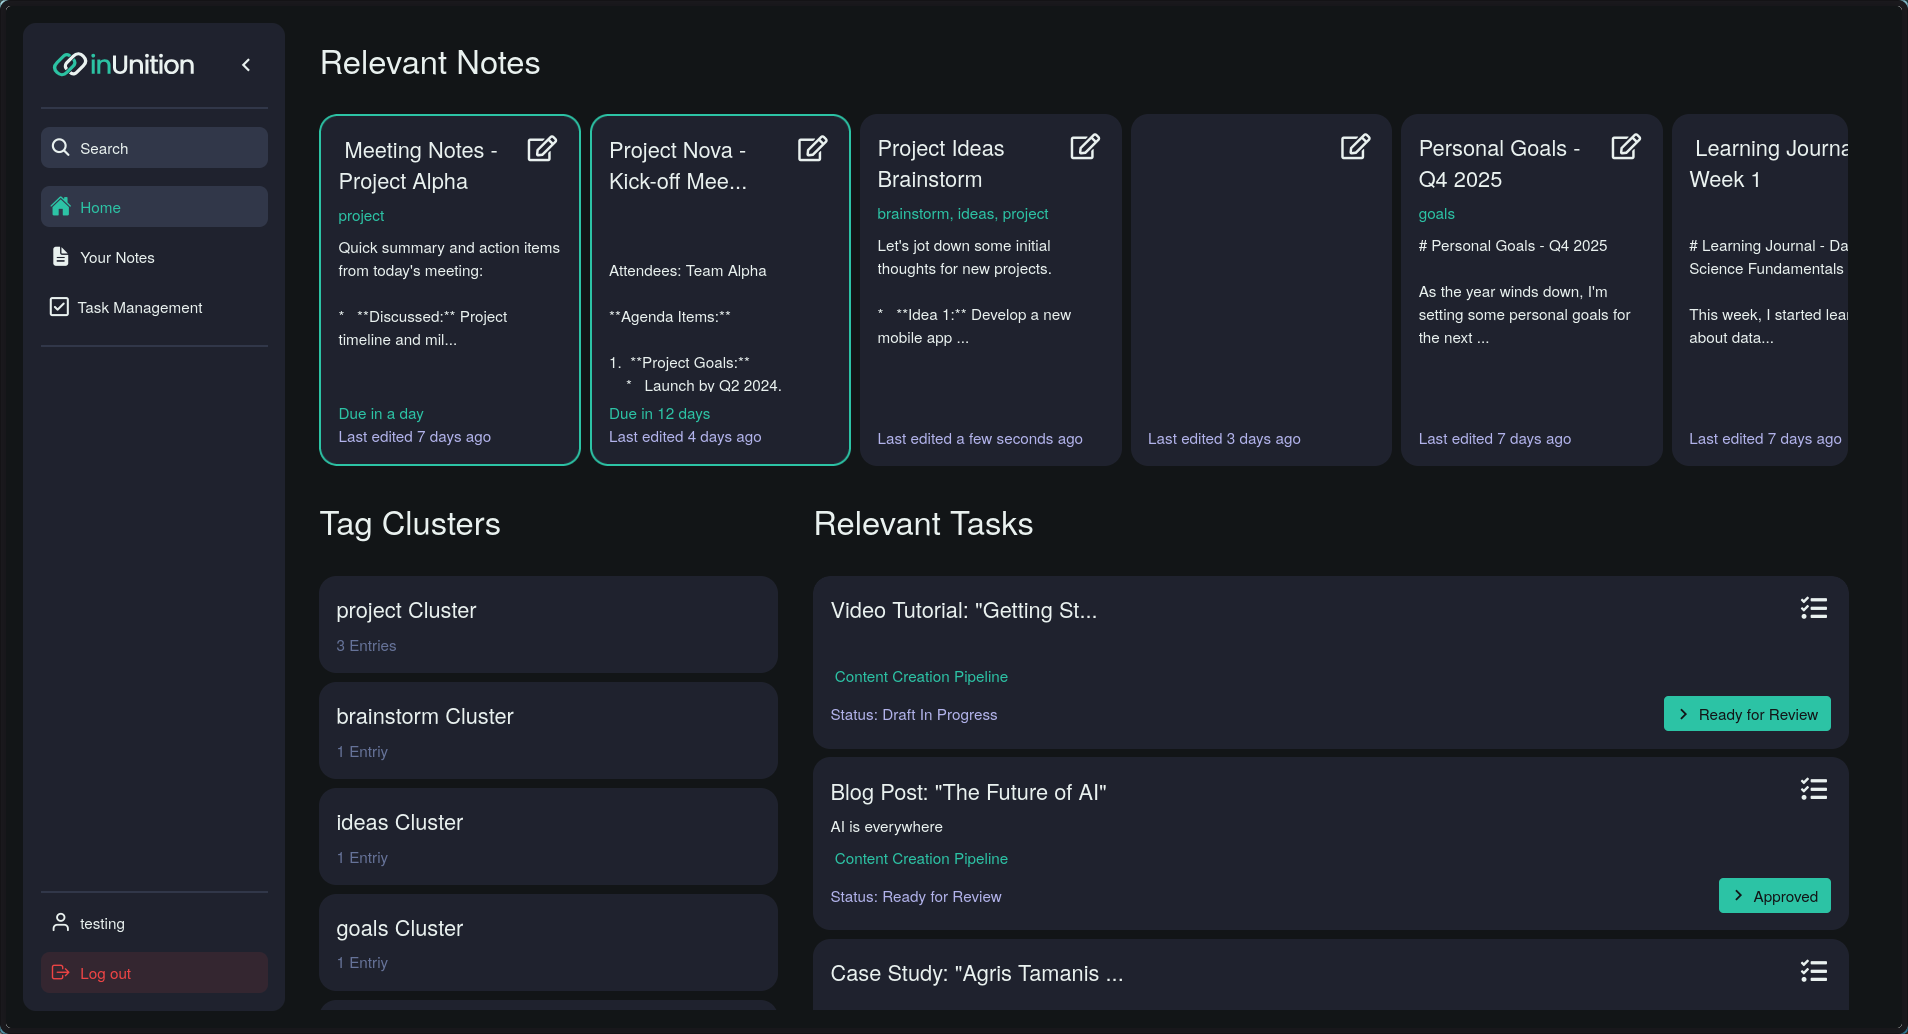 inUnition
Search
Home
Your Notes
Task Management
testing
Log out
Relevant Notes
Meeting Notes -
Project Alpha
project
Quick summary and action items
from today's meeting:
* **Discussed:** Project
timeline and mil...
Due in a day
Last edited 7 days ago
Project Nova -
Kick-off Mee...
Attendees: Team Alpha
**Agenda Items:**
1. **Project Goals:**
* Launch by Q2 2024.
Due in 12 days
Last edited 4 days ago
Project Ideas
Brainstorm
brainstorm, ideas, project
Let's jot down some initial
thoughts for new projects.
* **Idea 1:** Develop a new
mobile app ...
Last edited a few seconds ago
Last edited 3 days ago
Personal Goals -
Q4 2025
goals
# Personal Goals - Q4 2025
As the year winds down, I'm
setting some personal goals for
the next ...
Last edited 7 days ago
Learning Journa
Week 1
# Learning Journal - Da
Science Fundamentals
This week, I started lear
about data...
Last edited 7 days ago
Tag Clusters
project Cluster
3 Entries
brainstorm Cluster
1 Entriy
ideas Cluster
1 Entriy
goals Cluster
1 Entriy
Relevant Tasks
Video Tutorial: "Getting St...
Content Creation Pipeline
Status: Draft In Progress
Ready for Review
Blog Post: "The Future of AI"
AI is everywhere
Content Creation Pipeline
Status: Ready for Review
Approved
Case Study: "Agris Tamanis ...